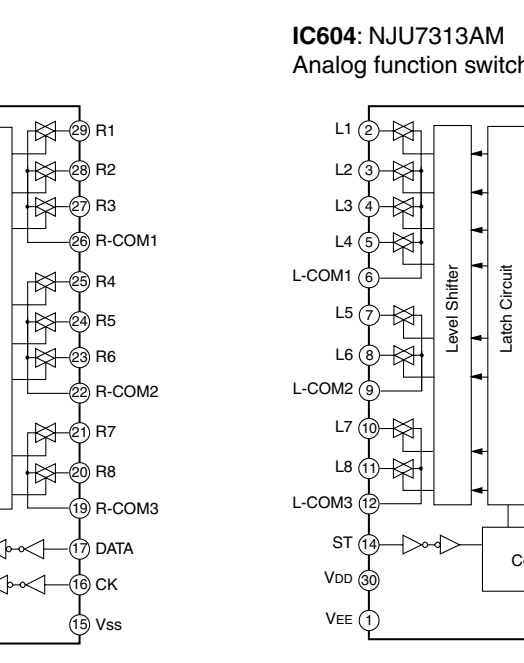 IC604: NJU7313AM
Analog function switch
29 R1
28 R2
27 R3
26 R-COM1
25 R4
24 R5
23 R6
22 R-COM2
21 R7
20 R8
19 R-COM3
17 DATA
16 CK
15 Vss
L1 2
L2 3
L3 4
L4 5
L-COM1 6
L5 7
L6 8
L-COM2 9
L7 10
L8 11
L-COM3 12
ST 14
VDD 30
VEE 1
Level Shifter
Latch Circuit